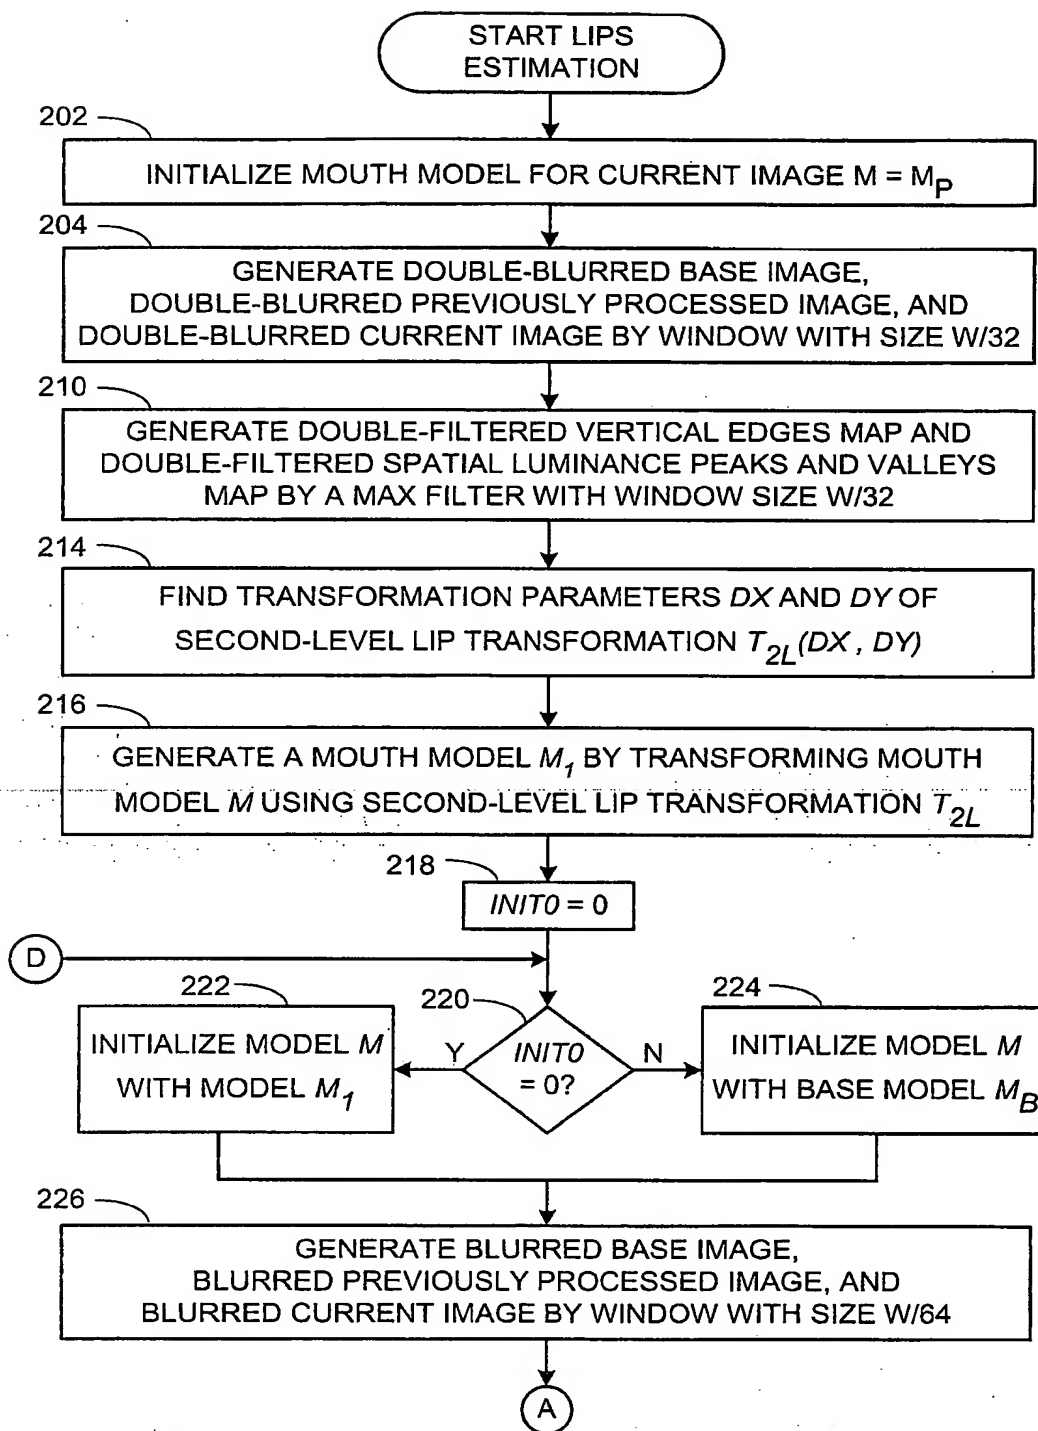 START LIPS
ESTIMATION
202
INITIALIZE MOUTH MODEL FOR CURRENT IMAGE M = M_P
204
GENERATE DOUBLE-BLURRED BASE IMAGE,
DOUBLE-BLURRED PREVIOUSLY PROCESSED IMAGE, AND
DOUBLE-BLURRED CURRENT IMAGE BY WINDOW WITH SIZE W/32
210
GENERATE DOUBLE-FILTERED VERTICAL EDGES MAP AND
DOUBLE-FILTERED SPATIAL LUMINANCE PEAKS AND VALLEYS
MAP BY A MAX FILTER WITH WINDOW SIZE W/32
214
FIND TRANSFORMATION PARAMETERS DX AND DY OF
SECOND-LEVEL LIP TRANSFORMATION T_2L(DX , DY)
216
GENERATE A MOUTH MODEL M_1 BY TRANSFORMING MOUTH
MODEL M USING SECOND-LEVEL LIP TRANSFORMATION T_2L
218
INIT0 = 0
D
222
INITIALIZE MODEL M
WITH MODEL M_1
220
Y
INIT0
= 0?
N
224
INITIALIZE MODEL M
WITH BASE MODEL M_B
226
GENERATE BLURRED BASE IMAGE,
BLURRED PREVIOUSLY PROCESSED IMAGE, AND
BLURRED CURRENT IMAGE BY WINDOW WITH SIZE W/64
A